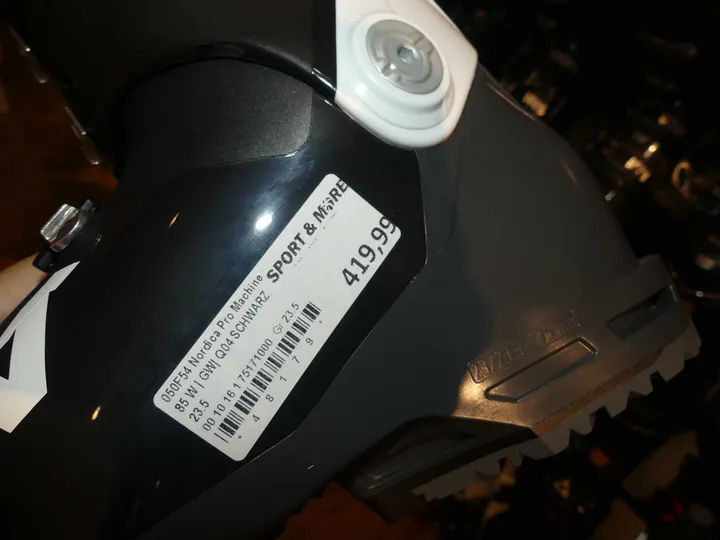 050F54 Nordica Pro Machine
85 W | GW| Q04 SCHWARZ
23.5
SPORT & MORE
419,99
00 10 16 1 75171000 Gr 23.5
* 4 8 1 7 9 *